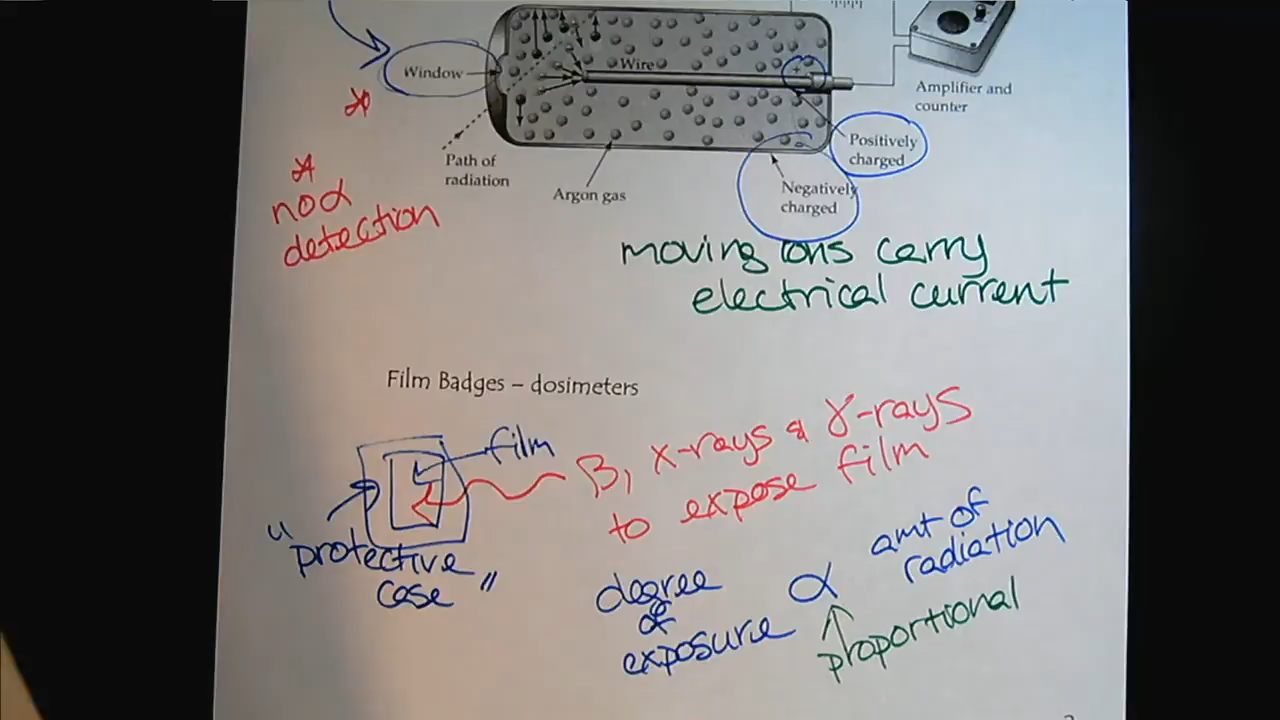 Window
Wire
Amplifier and
counter
Positively
charged
Path of
radiation
Argon gas
Negatively
charged
no α
detection
moving ions carry
electrical current
Film Badges – dosimeters
film
β, x-rays & γ-rays
to expose film
"protective
case"
degree
of
exposure
α
amt of
radiation
proportional